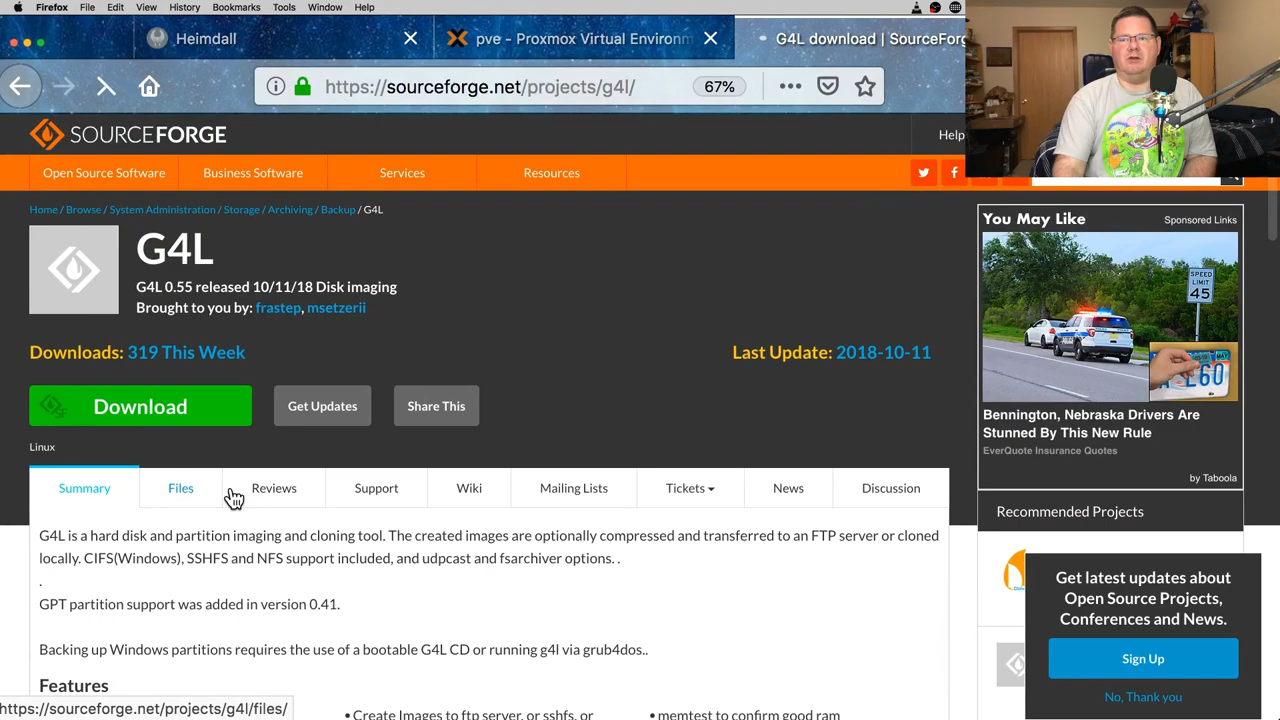 Firefox File Edit View History Bookmarks Tools Window Help
Heimdall
pve - Proxmox Virtual Environm
G4L download | SourceForg
https://sourceforge.net/projects/g4l/ 67%
SOURCEFORGE
Help
Open Source Software Business Software Services Resources
Home / Browse / System Administration / Storage / Archiving / Backup / G4L
G4L
G4L 0.55 released 10/11/18 Disk imaging
Brought to you by: frastep, msetzerii
Downloads: 319 This Week
Last Update: 2018-10-11
Download Get Updates Share This
Linux
Summary Files Reviews Support Wiki Mailing Lists Tickets News Discussion
G4L is a hard disk and partition imaging and cloning tool. The created images are optionally compressed and transferred to an FTP server or cloned
locally. CIFS(Windows), SSHFS and NFS support included, and udpcast and fsarchiver options. .
.
GPT partition support was added in version 0.41.
Backing up Windows partitions requires the use of a bootable G4L CD or running g4l via grub4dos..
Features
• Create Images to ftp server, or sshfs, or
• memtest to confirm good ram
https://sourceforge.net/projects/g4l/files/
You May Like
Sponsored Links
SPEED
LIMIT
45
Bennington, Nebraska Drivers Are
Stunned By This New Rule
EverQuote Insurance Quotes
by Taboola
Recommended Projects
Get latest updates about
Open Source Projects,
Conferences and News.
Sign Up
No, Thank you